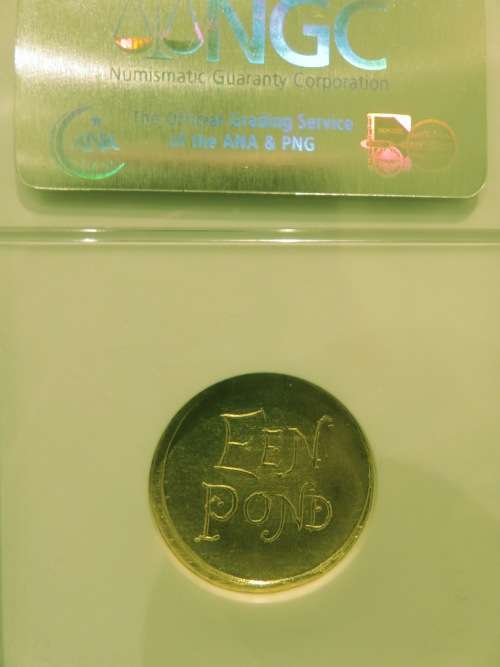 NGC
Numismatic Guaranty Corporation
The Official Grading Service
of the ANA & PNG
EEN
POND